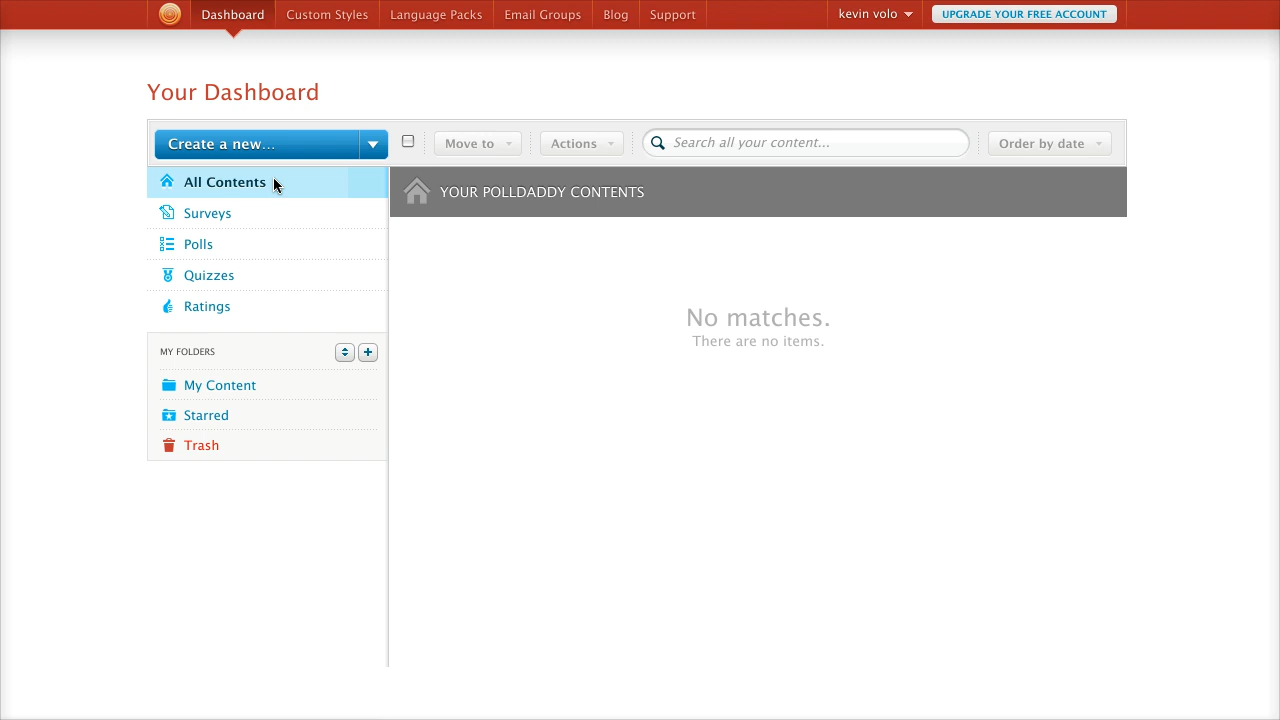 Dashboard Custom Styles Language Packs Email Groups Blog Support kevin volo UPGRADE YOUR FREE ACCOUNT
Your Dashboard
Create a new... Move to Actions Search all your content... Order by date
All Contents
YOUR POLLDADDY CONTENTS
Surveys
Polls
Quizzes
Ratings
No matches.
There are no items.
MY FOLDERS
My Content
Starred
Trash